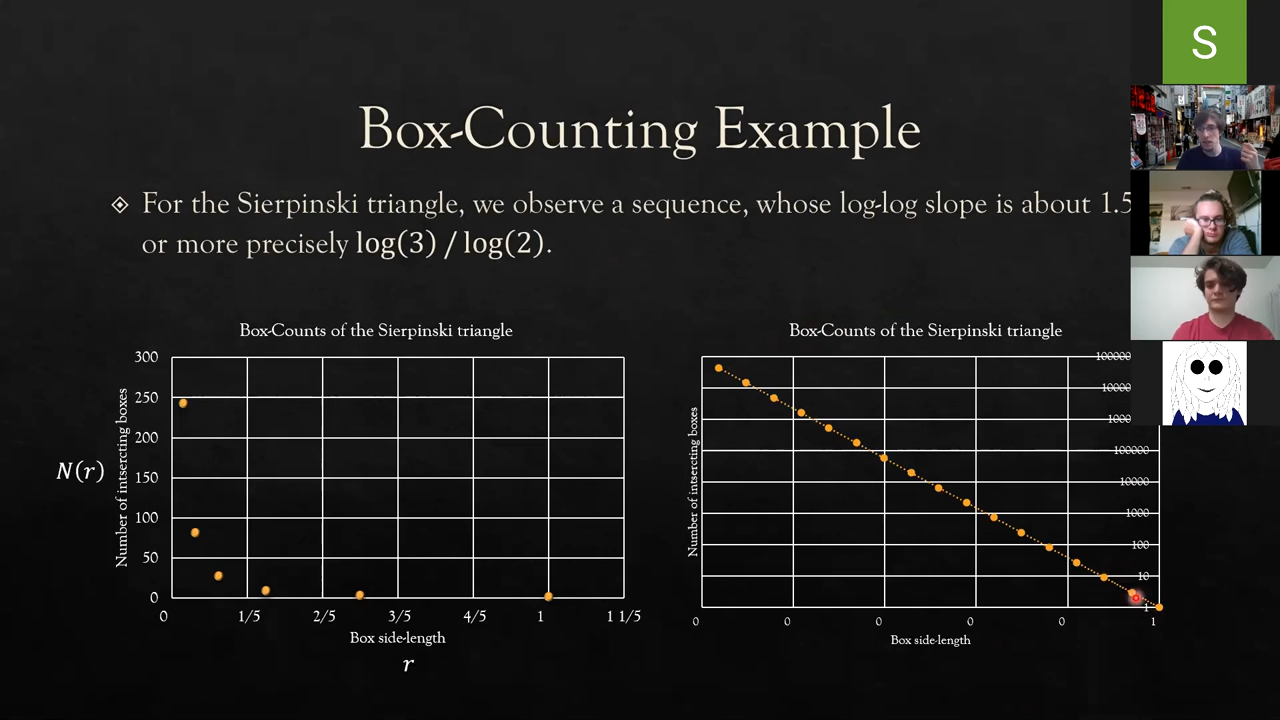 S
Box-Counting Example
For the Sierpinski triangle, we observe a sequence, whose log-log slope is about 1.5
or more precisely log(3) / log(2).
Box-Counts of the Sierpinski triangle
N(r)
Number of intsercting boxes
300
250
200
150
100
50
0
0 1/5 2/5 3/5 4/5 1 1 1/5
Box side-length
r
Box-Counts of the Sierpinski triangle
Number of intsercting boxes
100000
10000
1000
100000
10000
1000
100
10
1
0 0 0 0 0 1
Box side-length